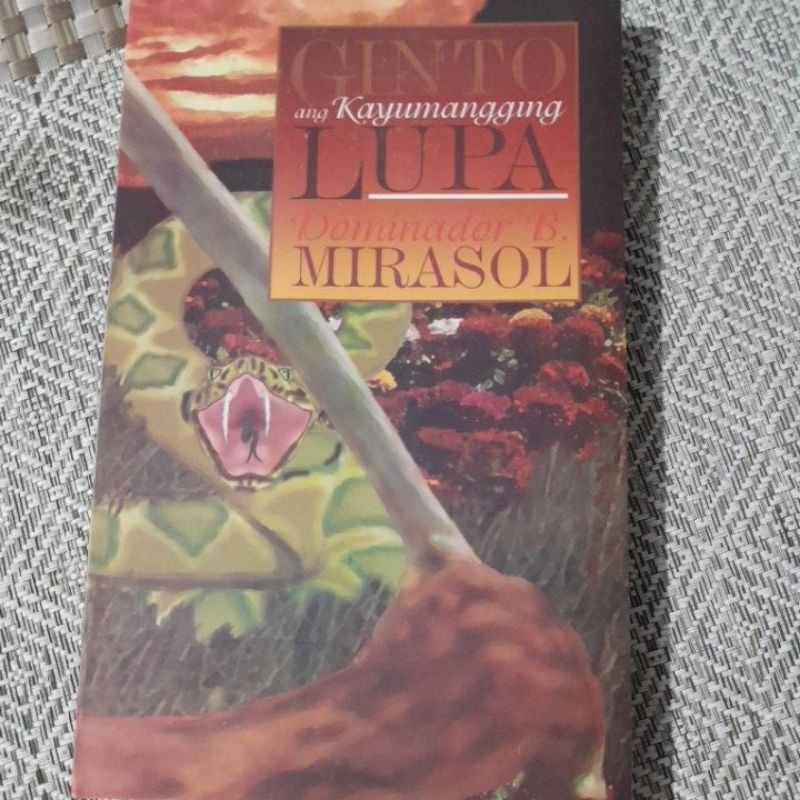 GINTO
ang Kayumangging
LUPA
Dominador B.
MIRASOL